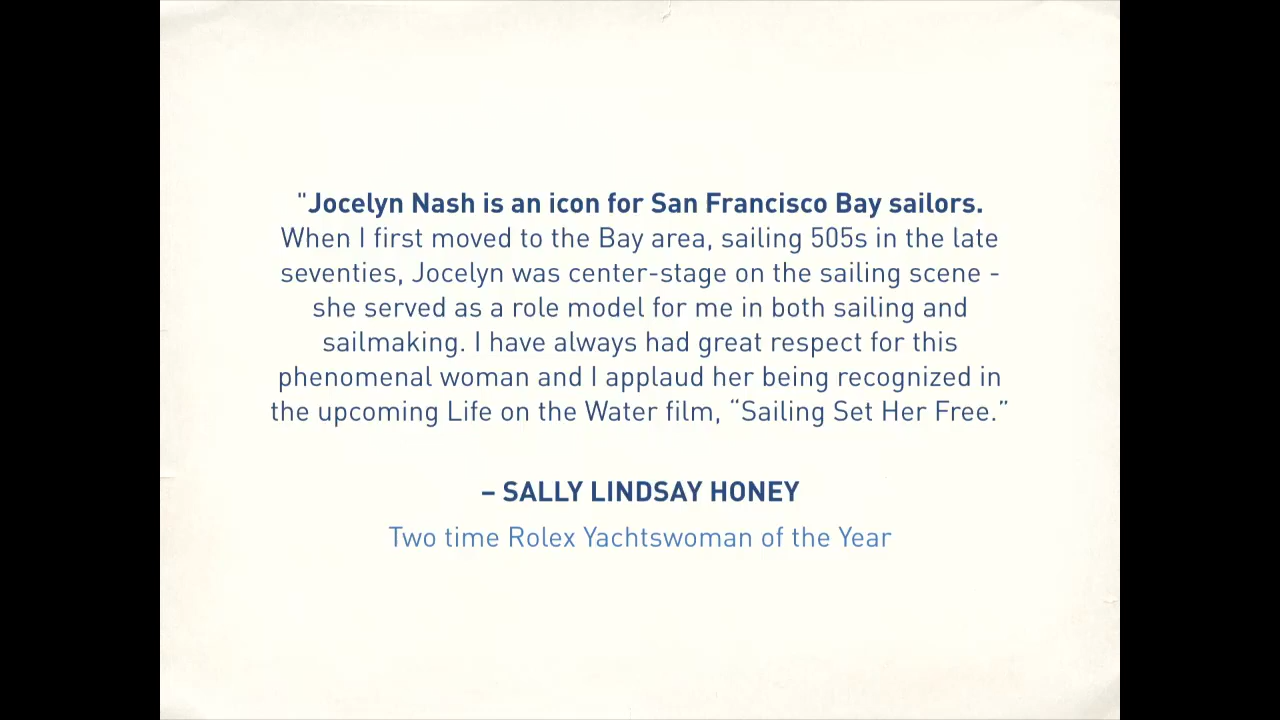 "Jocelyn Nash is an icon for San Francisco Bay sailors.
When I first moved to the Bay area, sailing 505s in the late
seventies, Jocelyn was center-stage on the sailing scene -
she served as a role model for me in both sailing and
sailmaking. I have always had great respect for this
phenomenal woman and I applaud her being recognized in
the upcoming Life on the Water film, “Sailing Set Her Free.”
– SALLY LINDSAY HONEY
Two time Rolex Yachtswoman of the Year